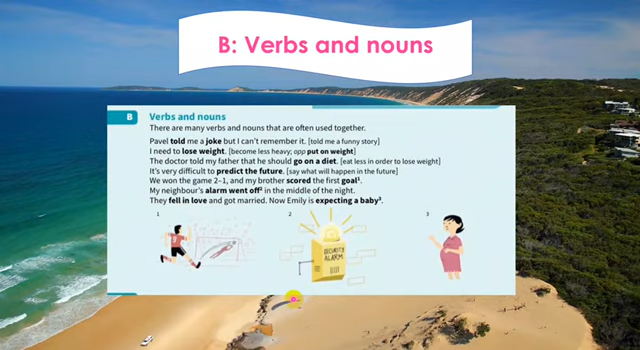 B: Verbs and nouns
B Verbs and nouns
There are many verbs and nouns that are often used together.
Pavel told me a joke but I can't remember it. [told me a funny story]
I need to lose weight. [become less heavy; opp put on weight]
The doctor told my father that he should go on a diet. [eat less in order to lose weight]
It's very difficult to predict the future. [say what will happen in the future]
We won the game 2–1, and my brother scored the first goal¹.
My neighbour's alarm went off² in the middle of the night.
They fell in love and got married. Now Emily is expecting a baby³.
1 2 3
SECURITY
ALARM